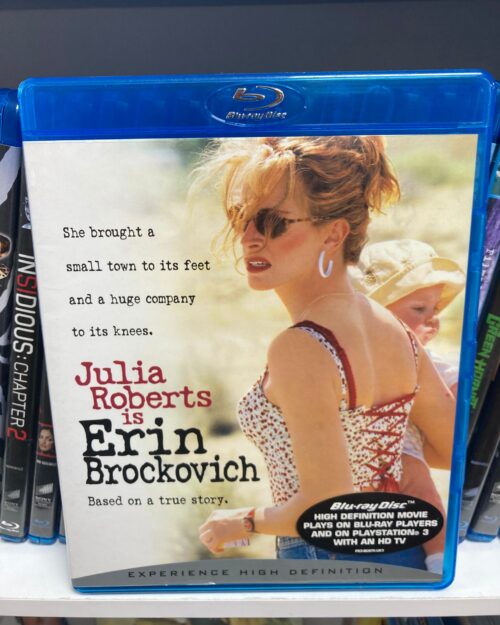 Blu-ray Disc
She brought a
small town to its feet
and a huge company
to its knees.
Julia
Roberts
is
Erin
Brockovich
Based on a true story.
Blu-ray Disc™
HIGH DEFINITION MOVIE
PLAYS ON BLU-RAY PLAYERS
AND ON PLAYSTATION® 3
WITH AN HD TV
EXPERIENCE HIGH DEFINITION
INSIDIOUS: CHAPTER 2
SONY
SONY